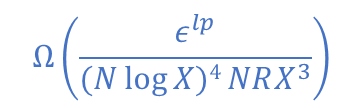 Ω(ϵ^{lp} / ((N log X)^4 NRX^3))